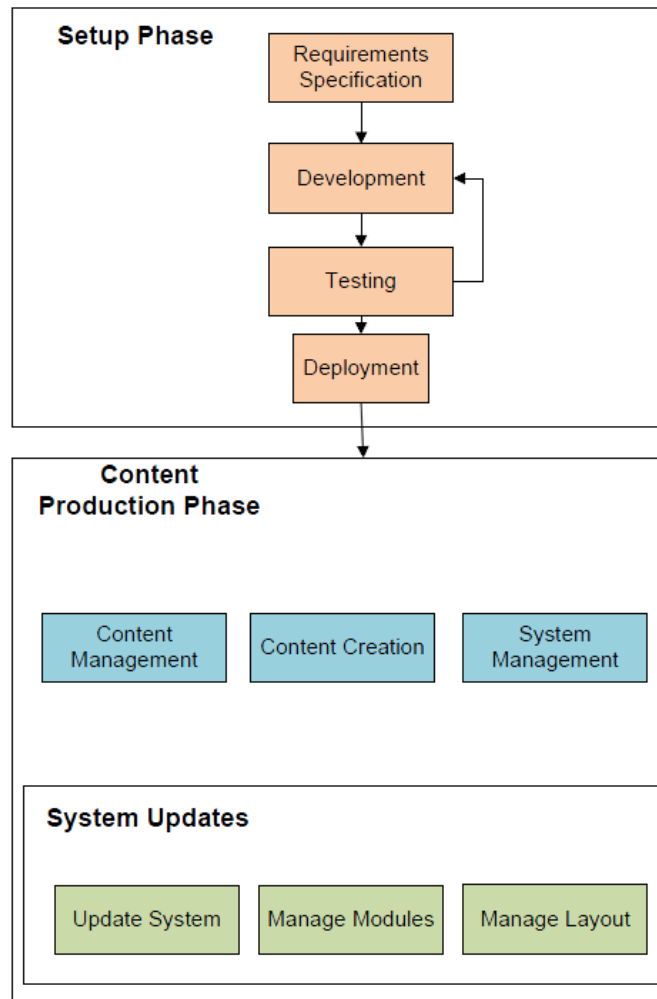 Setup Phase
Requirements
Specification
Development
Testing
Deployment
Content
Production Phase
Content
Management
Content Creation
System
Management
System Updates
Update System
Manage Modules
Manage Layout